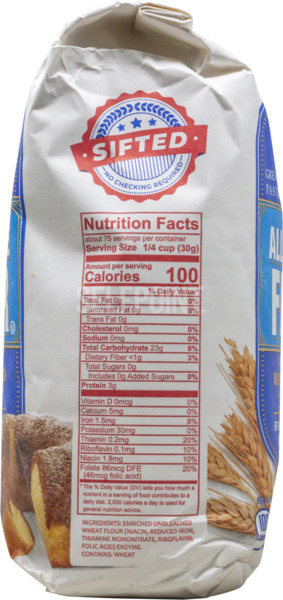 SIFTED
NO CHECKING REQUIRED
Nutrition Facts
about 75 servings per container
Serving Size 1/4 cup (30g)
Amount per serving
Calories 100
% Daily Value*
Total Fat 0g 0%
Saturated Fat 0g 0%
Trans Fat 0g
Cholesterol 0mg 0%
Sodium 0mg 0%
Total Carbohydrate 23g 8%
Dietary Fiber <1g 3%
Total Sugars 0g
Includes 0g Added Sugars 0%
Protein 3g
Vitamin D 0mcg 0%
Calcium 5mg 0%
Iron 1.5mg 8%
Potassium 30mg 0%
Thiamin 0.2mg 20%
Riboflavin 0.1mg 10%
Niacin 1.8mg 10%
Folate 86mcg DFE 20%
(46mcg folic acid)
* The % Daily Value (DV) tells you how much a
nutrient in a serving of food contributes to a
daily diet. 2,000 calories a day is used for
general nutrition advice.
INGREDIENTS: ENRICHED UNBLEACHED
WHEAT FLOUR (NIACIN, REDUCED IRON,
THIAMINE MONONITRATE, RIBOFLAVIN,
FOLIC ACID) ENZYME.
CONTAINS: WHEAT